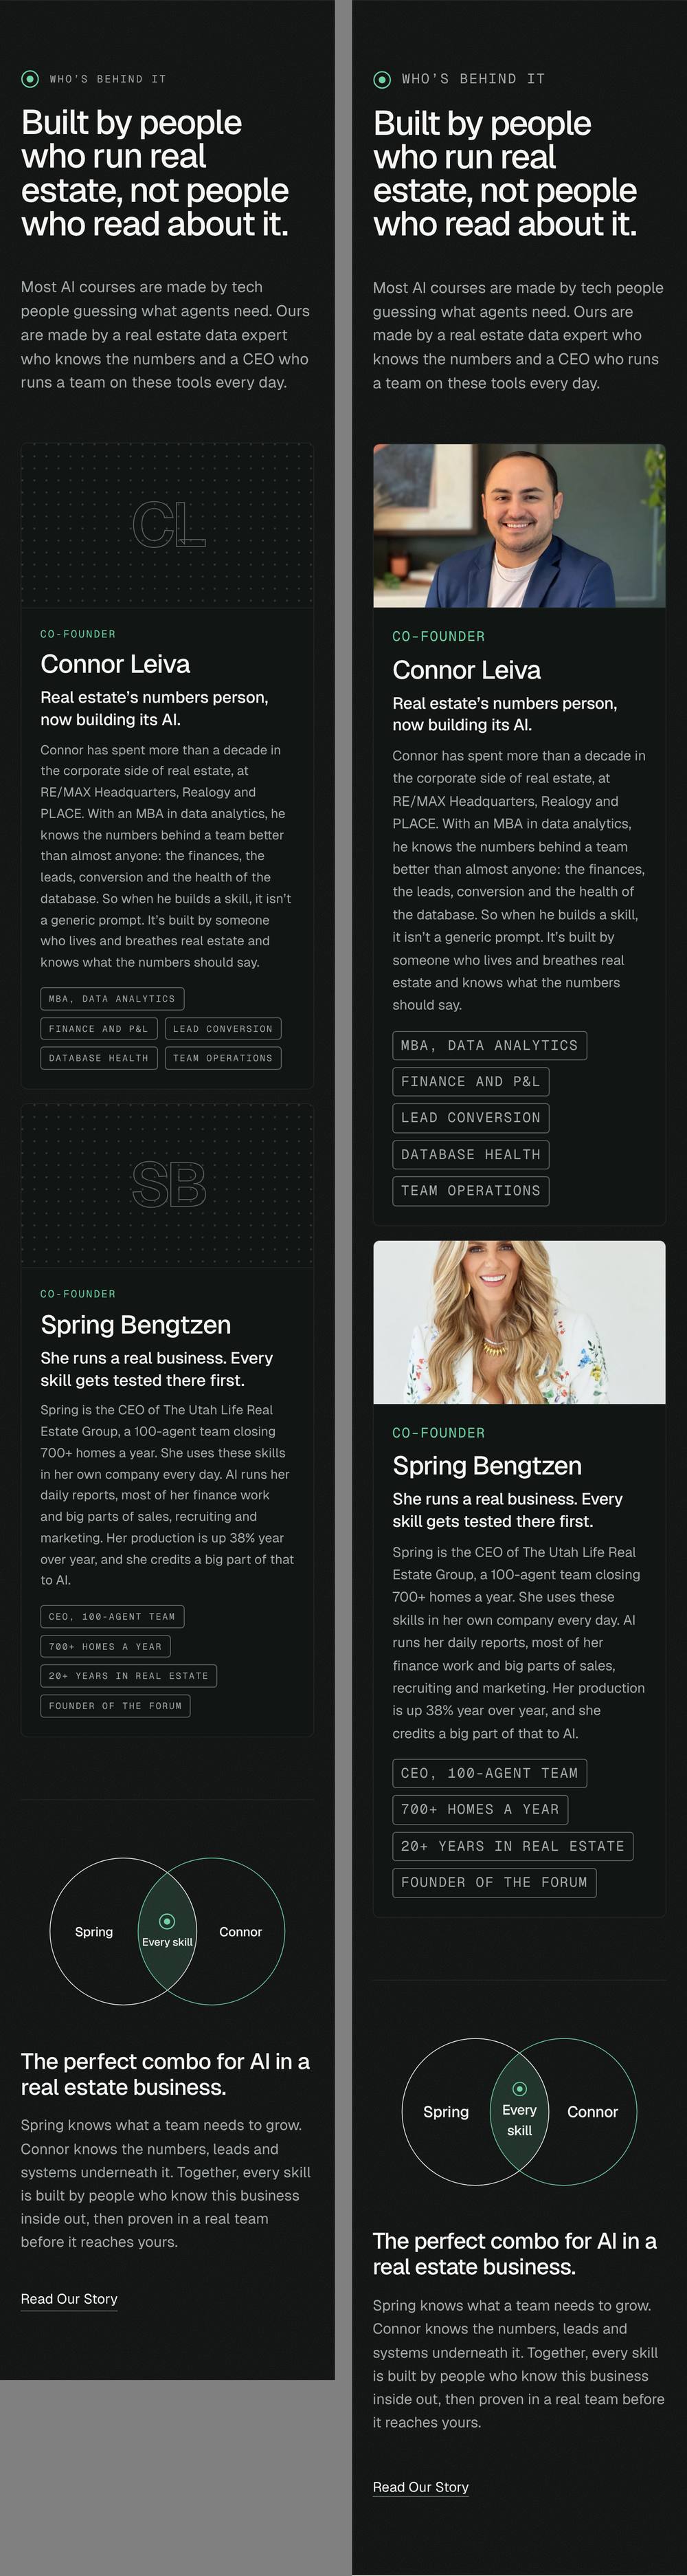 WHO'S BEHIND IT
Built by people
who run real
estate, not people
who read about it.
Most AI courses are made by tech
people guessing what agents need. Ours
are made by a real estate data expert
who knows the numbers and a CEO who
runs a team on these tools every day.
CL
CO-FOUNDER
Connor Leiva
Real estate's numbers person,
now building its AI.
Connor has spent more than a decade in
the corporate side of real estate, at
RE/MAX Headquarters, Realogy and
PLACE. With an MBA in data analytics, he
knows the numbers behind a team better
than almost anyone: the finances, the
leads, conversion and the health of the
database. So when he builds a skill, it isn't
a generic prompt. It's built by someone
who lives and breathes real estate and
knows what the numbers should say.
MBA, DATA ANALYTICS
FINANCE AND P&L LEAD CONVERSION
DATABASE HEALTH TEAM OPERATIONS
SB
CO-FOUNDER
Spring Bengtzen
She runs a real business. Every
skill gets tested there first.
Spring is the CEO of The Utah Life Real
Estate Group, a 100-agent team closing
700+ homes a year. She uses these skills
in her own company every day. AI runs her
daily reports, most of her finance work
and big parts of sales, recruiting and
marketing. Her production is up 38% year
over year, and she credits a big part of that
to AI.
CEO, 100-AGENT TEAM
700+ HOMES A YEAR
20+ YEARS IN REAL ESTATE
FOUNDER OF THE FORUM
Spring
Every skill
Connor
The perfect combo for AI in a
real estate business.
Spring knows what a team needs to grow.
Connor knows the numbers, leads and
systems underneath it. Together, every skill
is built by people who know this business
inside out, then proven in a real team
before it reaches yours.
Read Our Story
WHO'S BEHIND IT
Built by people
who run real
estate, not people
who read about it.
Most AI courses are made by tech people
guessing what agents need. Ours are
made by a real estate data expert who
knows the numbers and a CEO who runs
a team on these tools every day.
CO-FOUNDER
Connor Leiva
Real estate's numbers person,
now building its AI.
Connor has spent more than a decade in
the corporate side of real estate, at
RE/MAX Headquarters, Realogy and
PLACE. With an MBA in data analytics,
he knows the numbers behind a team
better than almost anyone: the finances,
the leads, conversion and the health of
the database. So when he builds a skill,
it isn't a generic prompt. It's built by
someone who lives and breathes real
estate and knows what the numbers
should say.
MBA, DATA ANALYTICS
FINANCE AND P&L
LEAD CONVERSION
DATABASE HEALTH
TEAM OPERATIONS
CO-FOUNDER
Spring Bengtzen
She runs a real business. Every
skill gets tested there first.
Spring is the CEO of The Utah Life Real
Estate Group, a 100-agent team closing
700+ homes a year. She uses these
skills in her own company every day. AI
runs her daily reports, most of her
finance work and big parts of sales,
recruiting and marketing. Her production
is up 38% year over year, and she
credits a big part of that to AI.
CEO, 100-AGENT TEAM
700+ HOMES A YEAR
20+ YEARS IN REAL ESTATE
FOUNDER OF THE FORUM
Spring
Every
skill
Connor
The perfect combo for AI in a
real estate business.
Spring knows what a team needs to grow.
Connor knows the numbers, leads and
systems underneath it. Together, every skill
is built by people who know this business
inside out, then proven in a real team before
it reaches yours.
Read Our Story